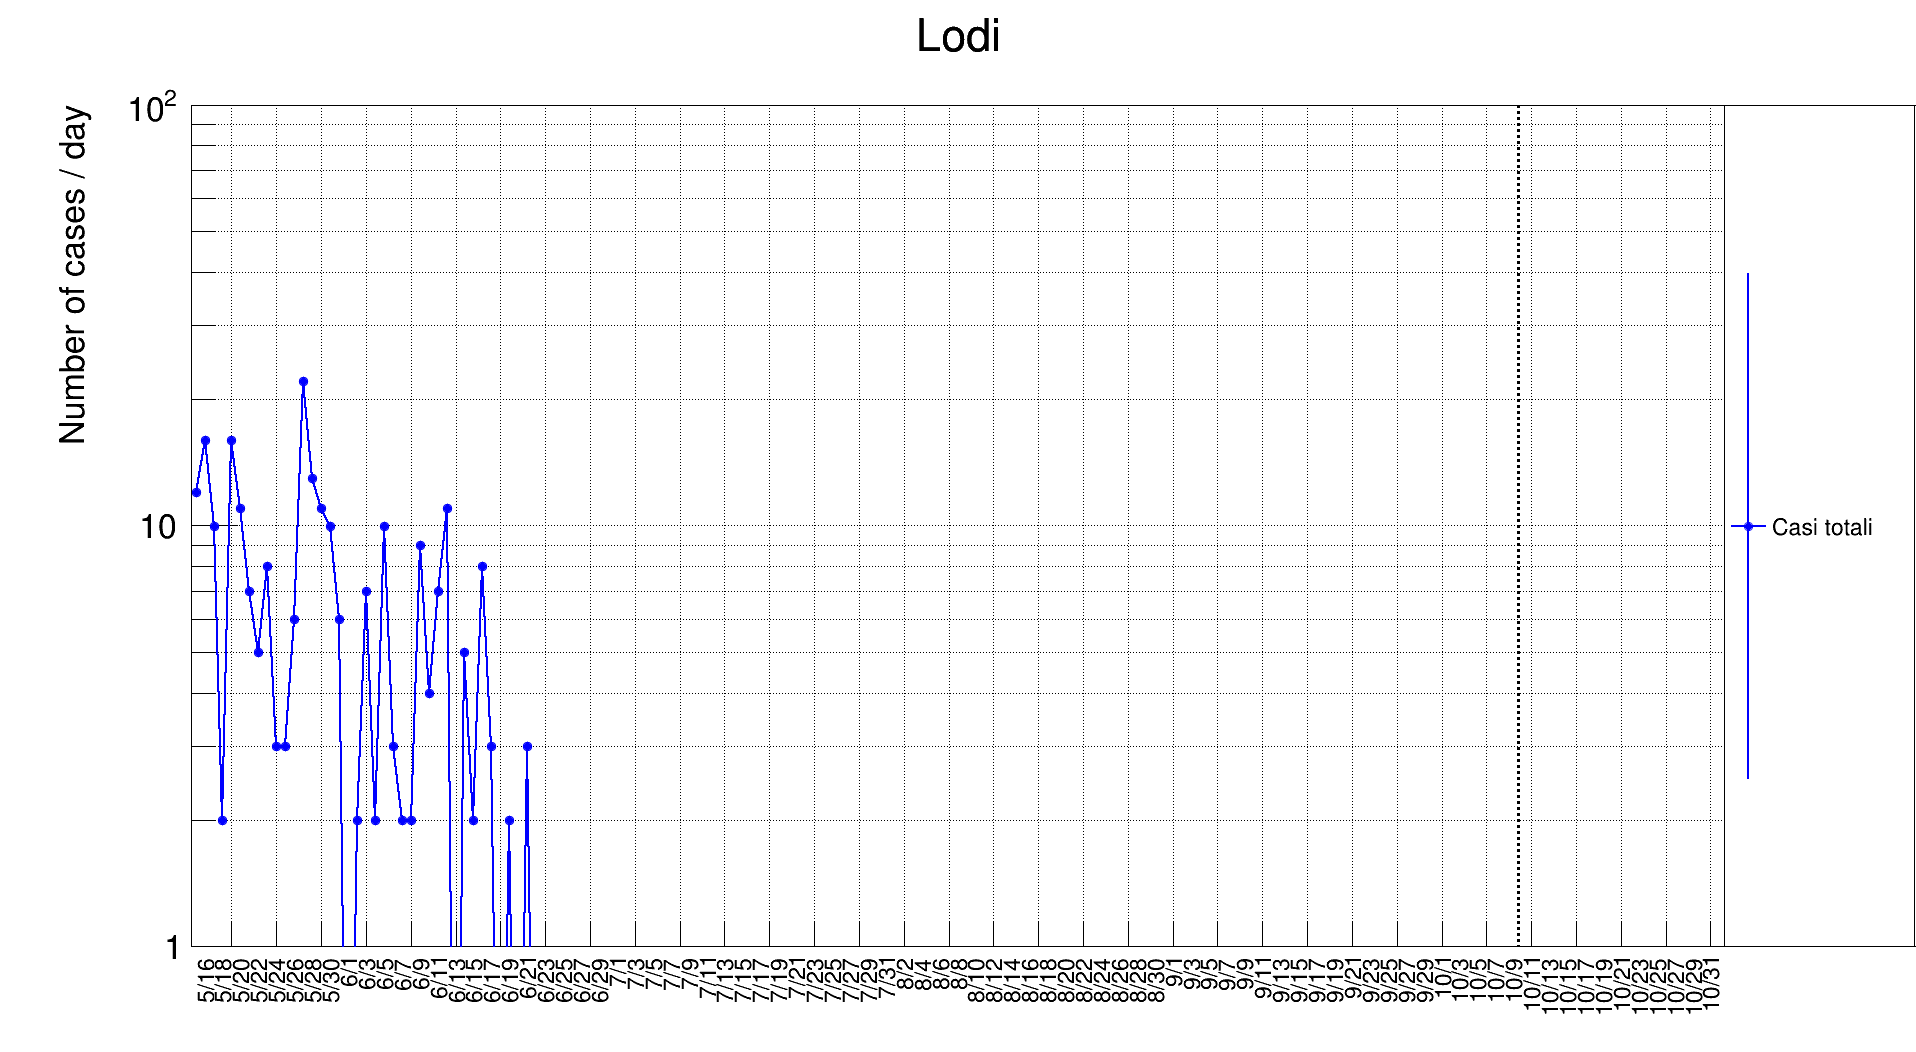 Lodi
Number of cases / day
10²
10
1
5/16 5/18 5/20 5/22 5/24 5/26 5/28 5/30 6/1 6/3 6/5 6/7 6/9 6/11 6/13 6/15 6/17 6/19 6/21 6/23 6/25 6/27 6/29 7/1 7/3 7/5 7/7 7/9 7/11 7/13 7/15 7/17 7/19 7/21 7/23 7/25 7/27 7/29 7/31 8/2 8/4 8/6 8/8 8/10 8/12 8/14 8/16 8/18 8/20 8/22 8/24 8/26 8/28 8/30 9/1 9/3 9/5 9/7 9/9 9/11 9/13 9/15 9/17 9/19 9/21 9/23 9/25 9/27 9/29 10/1 10/3 10/5 10/7 10/9 10/11 10/13 10/15 10/17 10/19 10/21 10/23 10/25 10/27 10/29 10/31
Casi totali